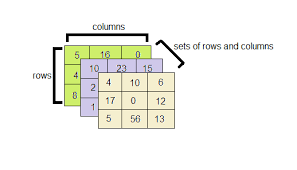 columns
sets of rows and columns
rows
5 16 0
4 10 23 15
8 2 4 10 6
1 17 0 12
5 56 13